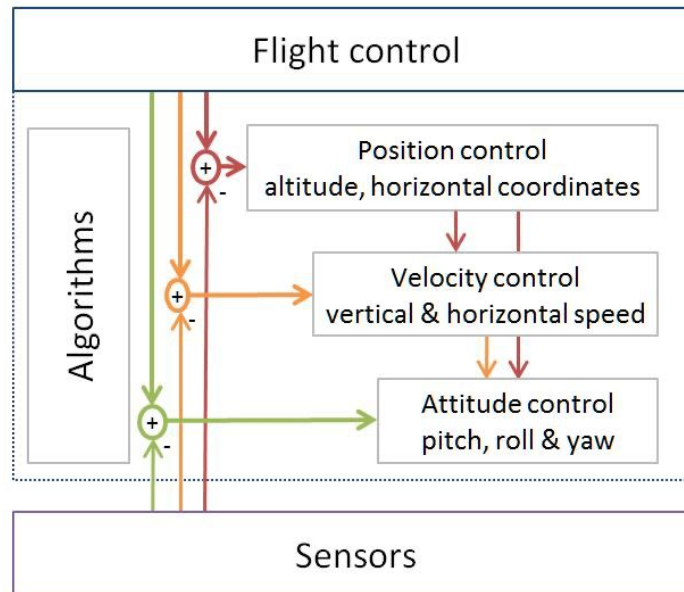 Flight control
Algorithms
+
-
Position control
altitude, horizontal coordinates
+
-
Velocity control
vertical & horizontal speed
+
-
Attitude control
pitch, roll & yaw
Sensors